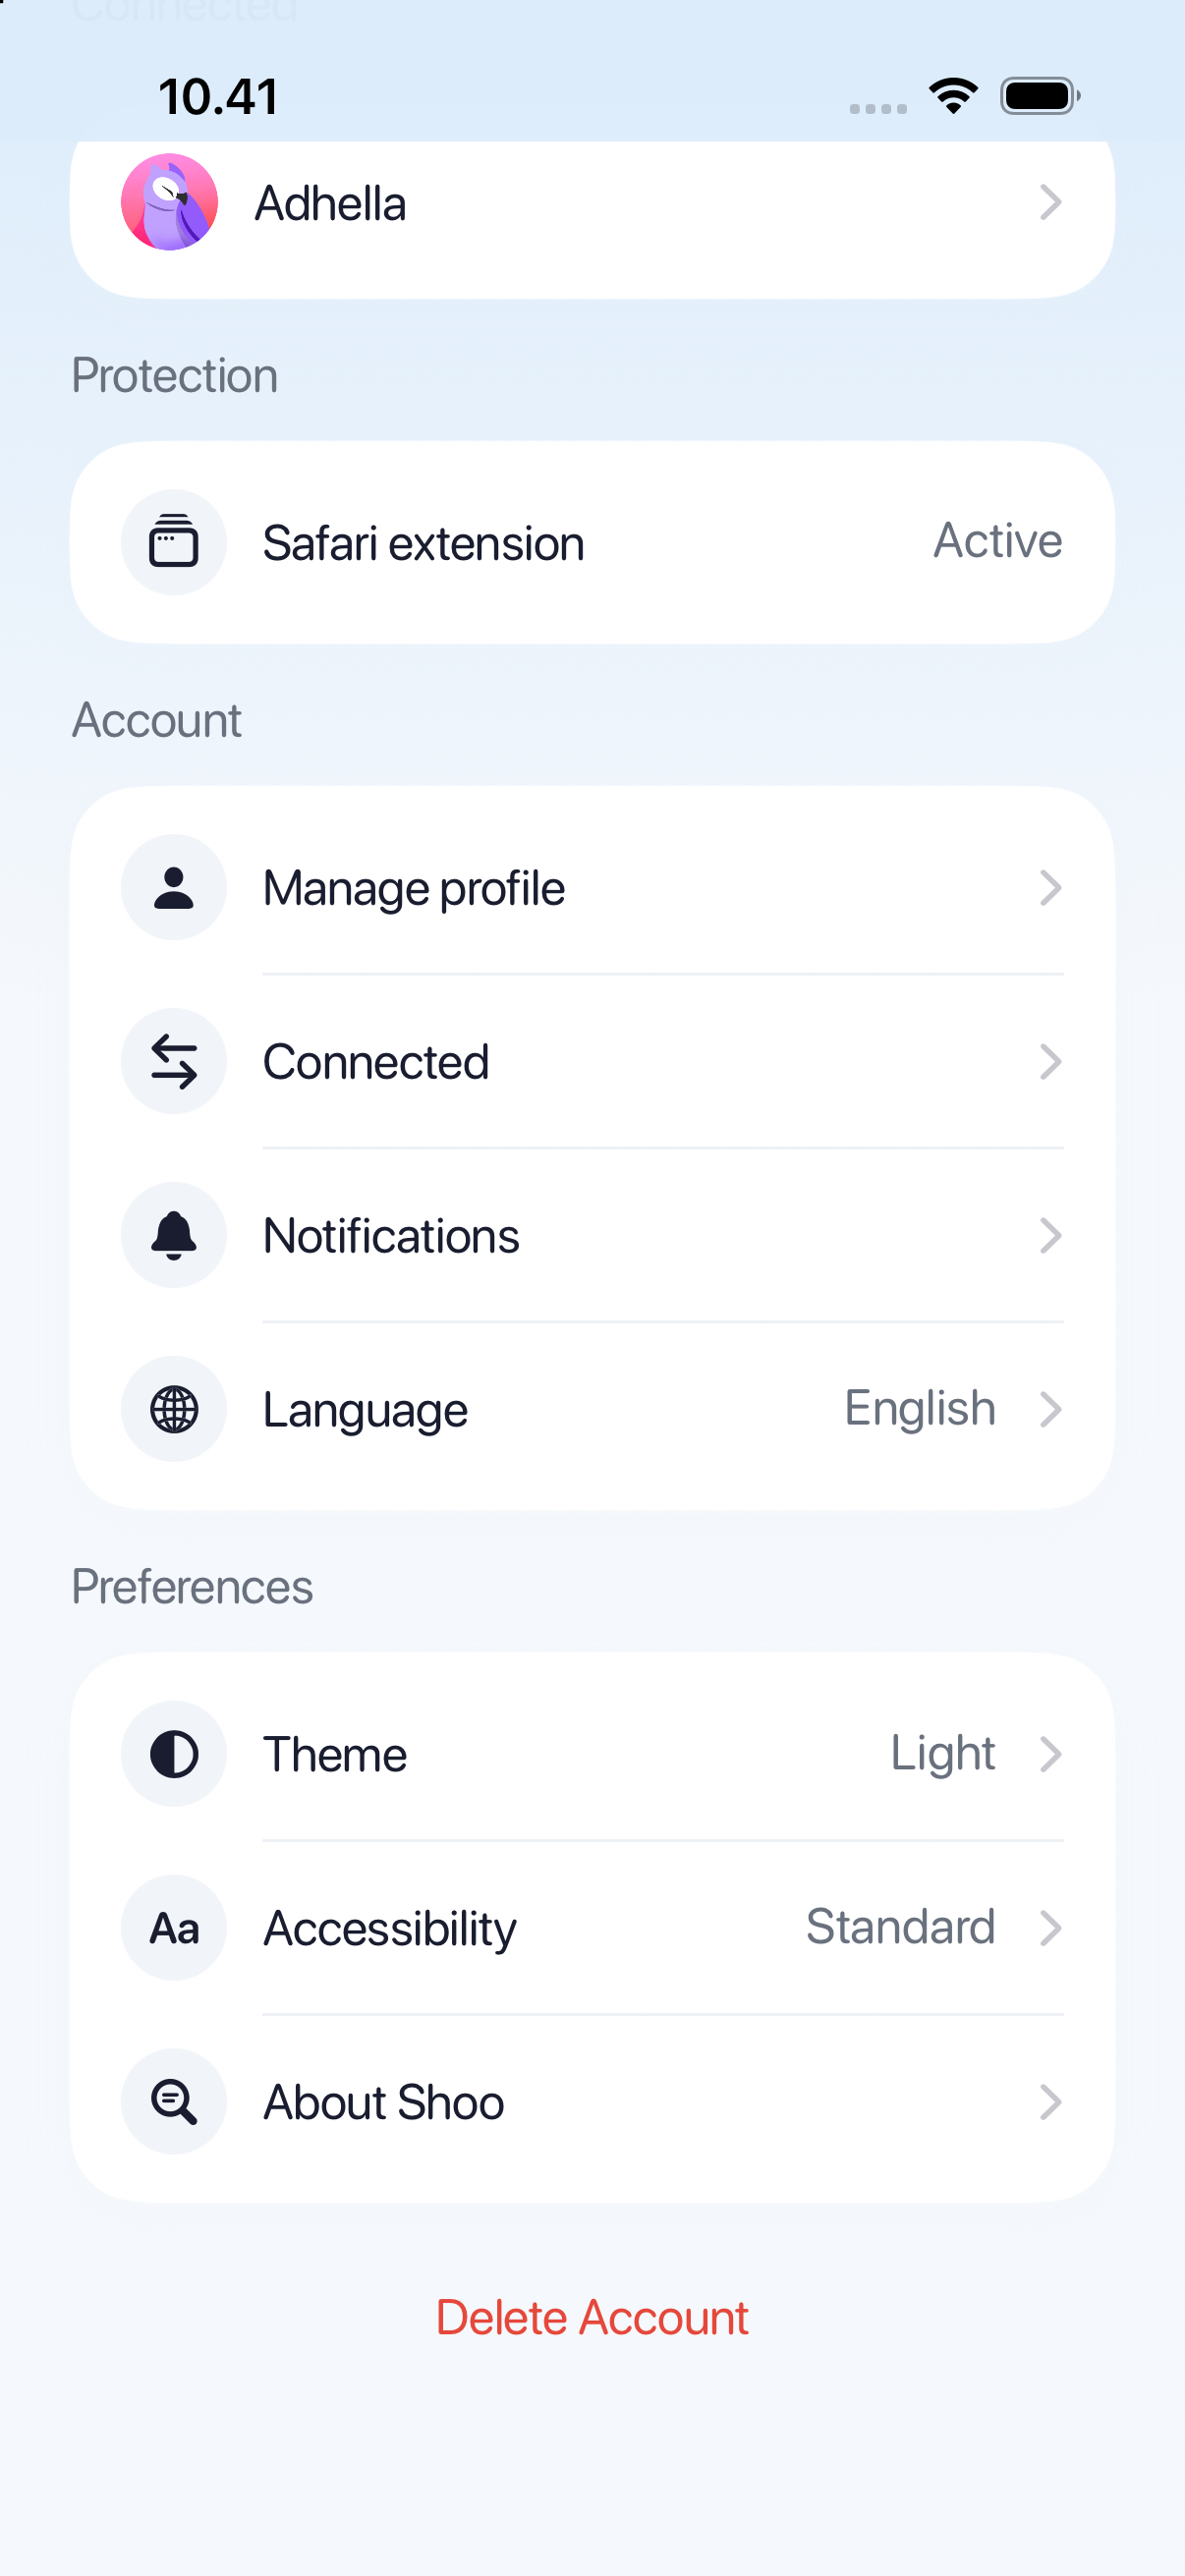 Connected
10.41
Adhella
Protection
Safari extension
Active
Account
Manage profile
Connected
Notifications
Language
English
Preferences
Theme
Light
Aa
Accessibility
Standard
About Shoo
Delete Account